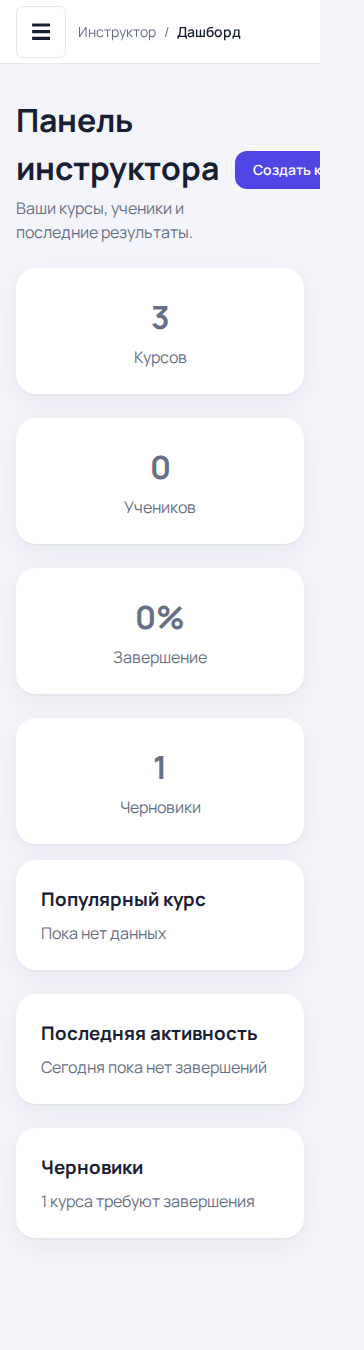 Инструктор / Дашборд
Панель
инструктора
Создать к
Ваши курсы, ученики и
последние результаты.
3
Курсов
0
Учеников
0%
Завершение
1
Черновики
Популярный курс
Пока нет данных
Последняя активность
Сегодня пока нет завершений
Черновики
1 курса требуют завершения